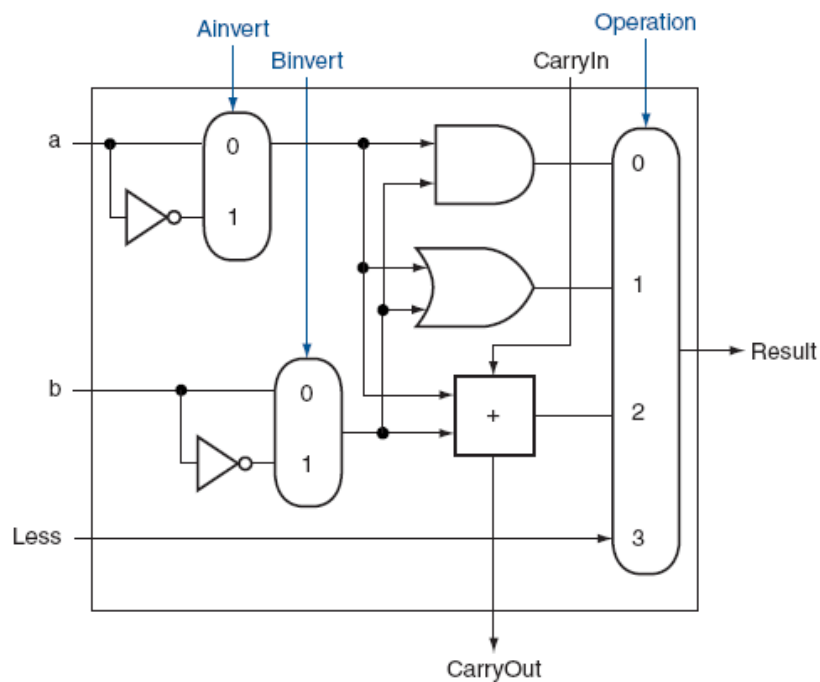 Operation
Ainvert
Binvert
CarryIn
a
0
0
1
1
Result
b
0
2
+
1
Less
3
CarryOut